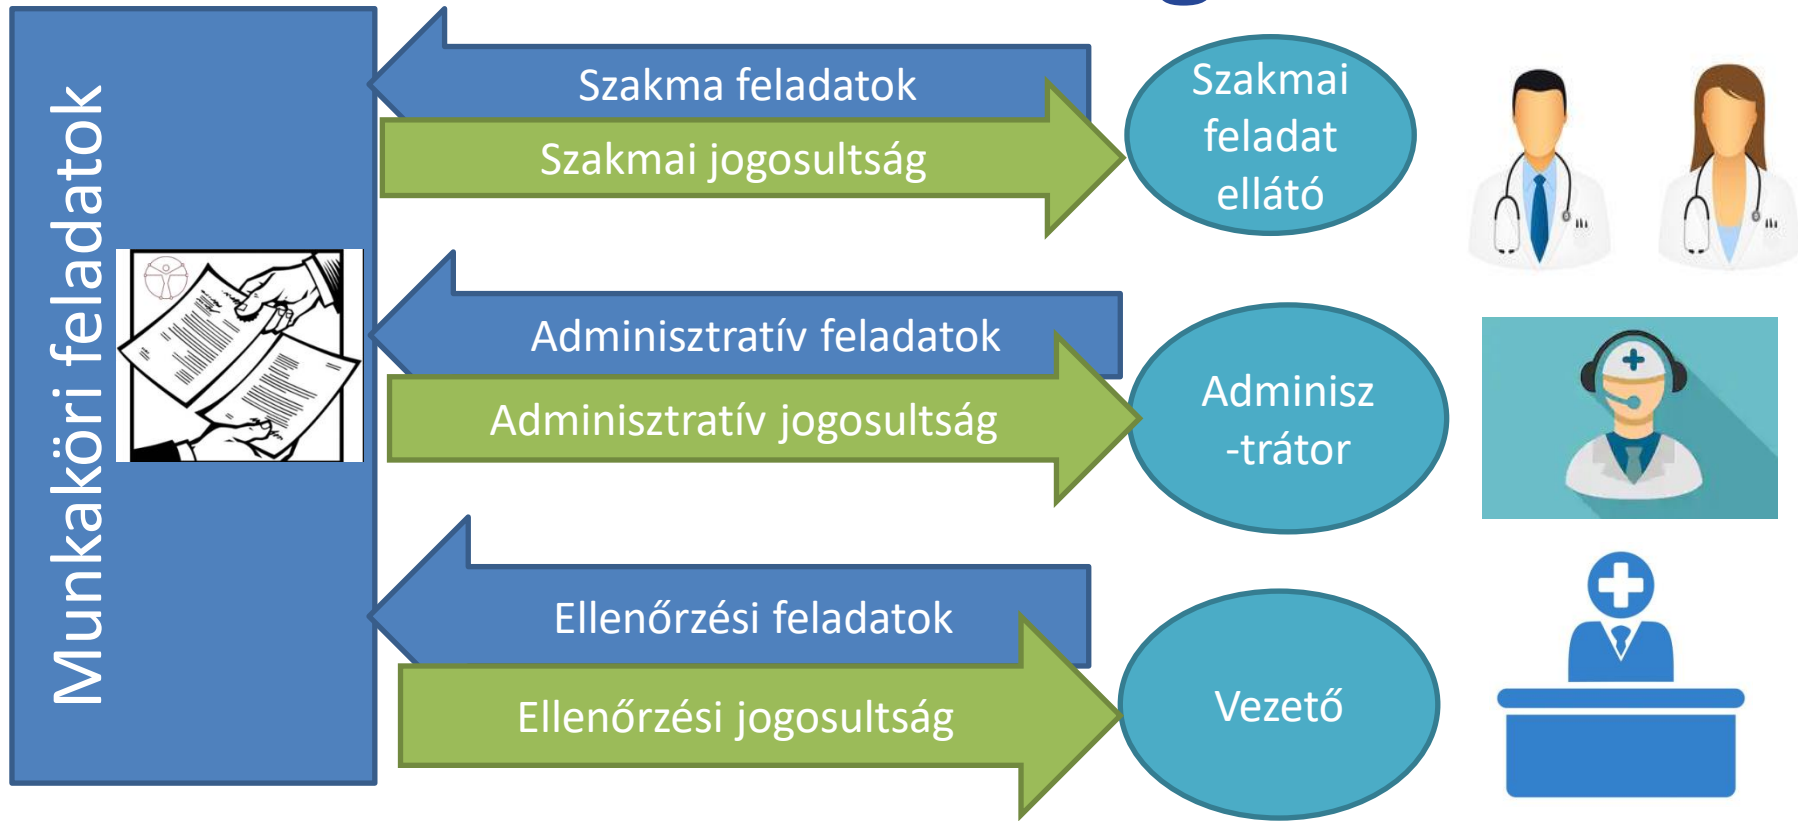 Munkaköri feladatok
Szakma feladatok
Szakmai jogosultság
Szakmai
feladat
ellátó
Adminisztratív feladatok
Adminisztratív jogosultság
Adminisz
-trátor
Ellenőrzési feladatok
Ellenőrzési jogosultság
Vezető